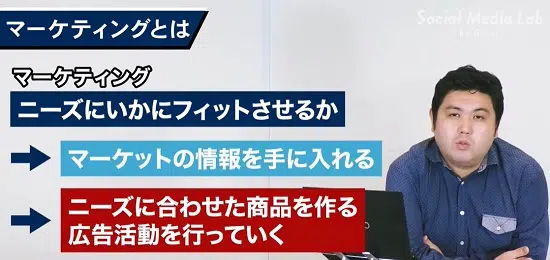 マーケティングとは
Social Media Lab
マーケティング
ニーズにいかにフィットさせるか
マーケットの情報を手に入れる
ニーズに合わせた商品を作る
広告活動を行っていく